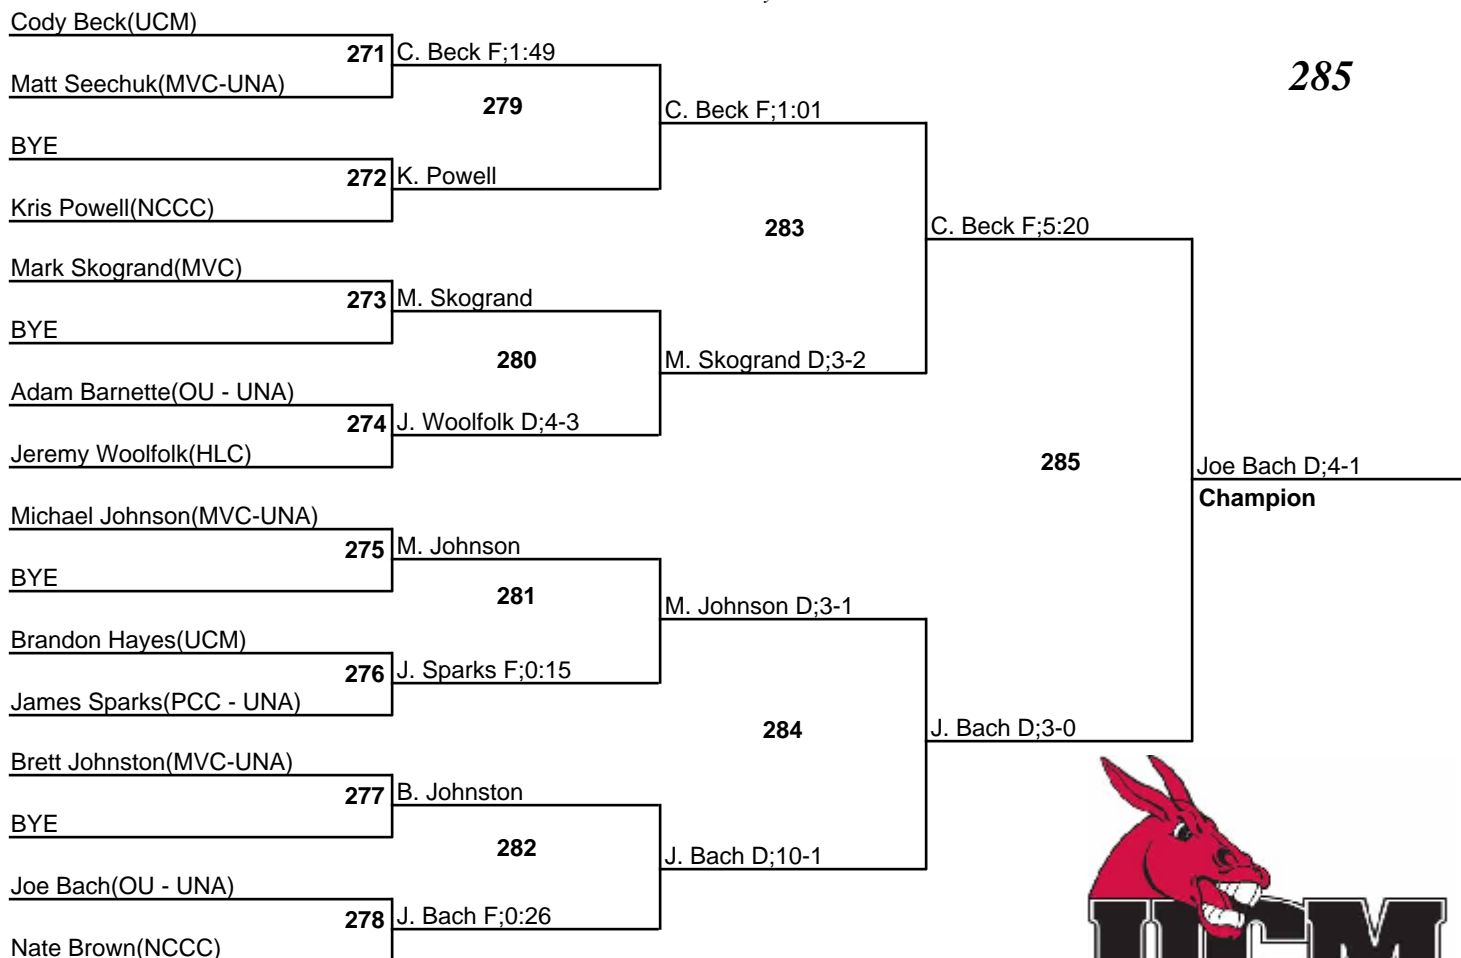 Cody Beck(UCM)
271 C. Beck F;1:49
285
Matt Seechuk(MVC-UNA)
279
C. Beck F;1:01
BYE
272 K. Powell
Kris Powell(NCCC)
283
C. Beck F;5:20
Mark Skogrand(MVC)
273 M. Skogrand
BYE
280
M. Skogrand D;3-2
Adam Barnette(OU - UNA)
274 J. Woolfolk D;4-3
Jeremy Woolfolk(HLC)
285
Joe Bach D;4-1
Champion
Michael Johnson(MVC-UNA)
275 M. Johnson
BYE
281
M. Johnson D;3-1
Brandon Hayes(UCM)
276 J. Sparks F;0:15
James Sparks(PCC - UNA)
284
J. Bach D;3-0
Brett Johnston(MVC-UNA)
277 B. Johnston
BYE
282
J. Bach D;10-1
Joe Bach(OU - UNA)
278 J. Bach F;0:26
Nate Brown(NCCC)
UCM